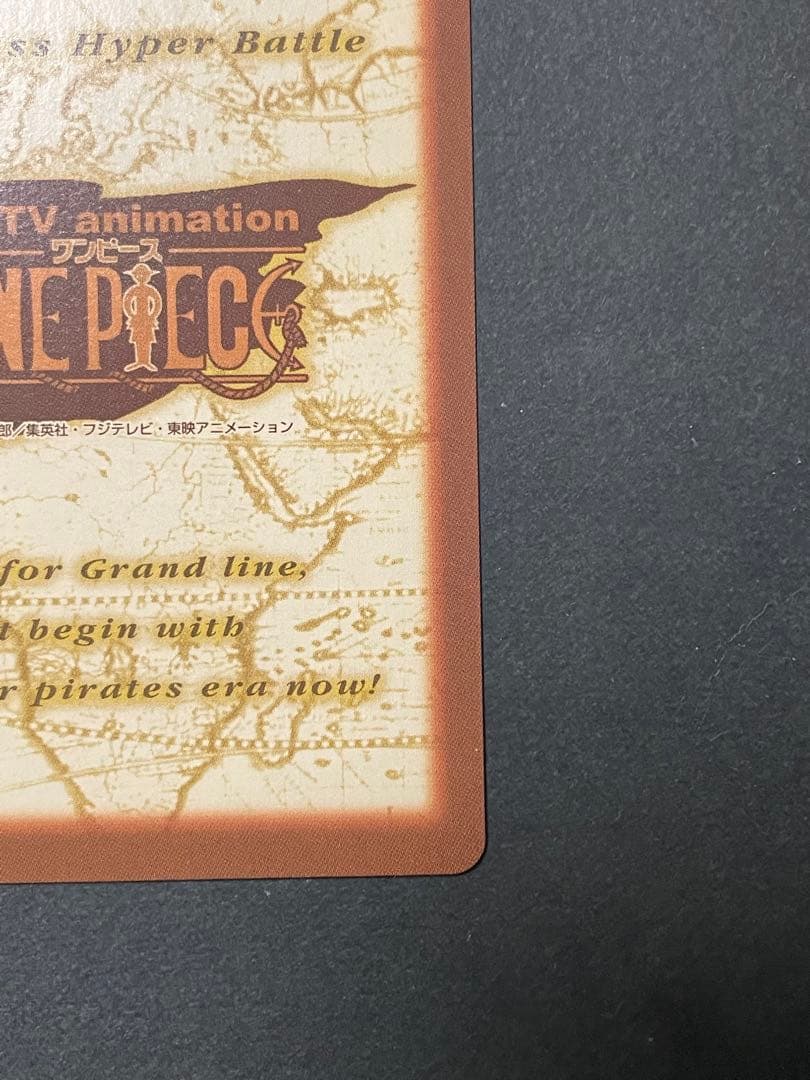 ss Hyper Battle
TV animation
ワンピース
NE PIECE
郎/集英社・フジテレビ・東映アニメーション
for Grand line,
t begin with
r pirates era now!